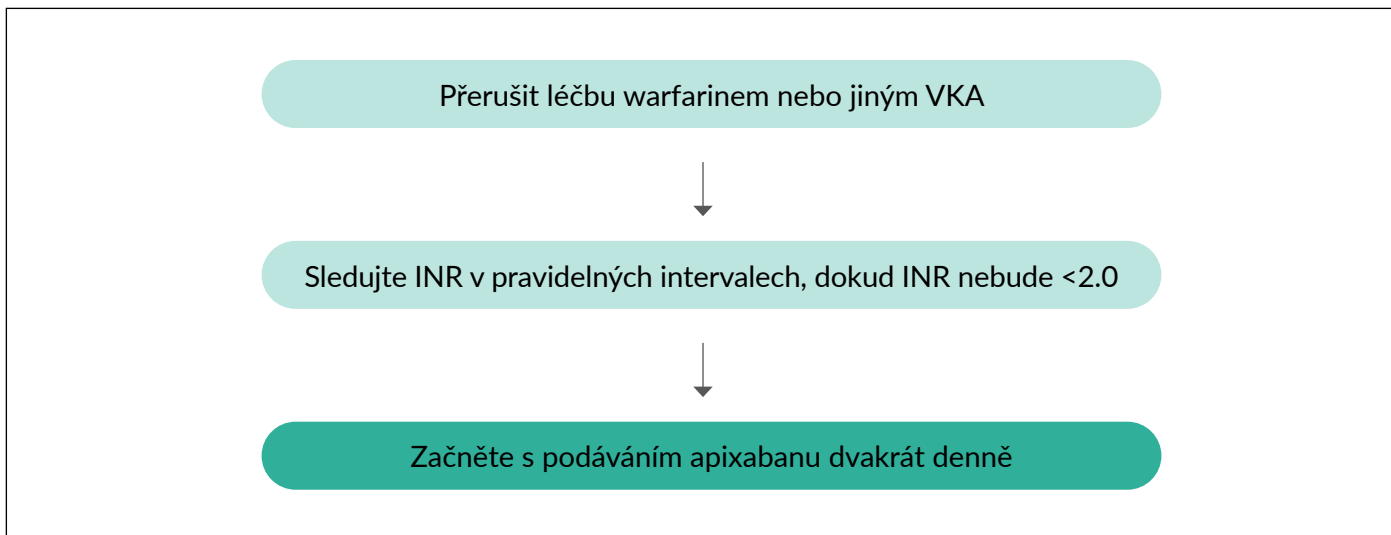 Přerušit léčbu warfarinem nebo jiným VKA
Sledujte INR v pravidelných intervalech, dokud INR nebude <2.0
Začněte s podáváním apixabanu dvakrát denně